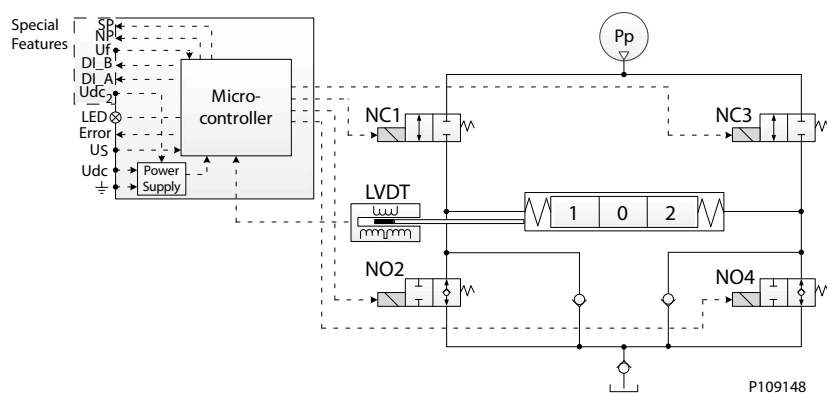 Special
Features
SP
NP
Uf
DI_B
DI_A
Udc2
LED
Error
US
Udc
Micro-
controller
Power
Supply
Pp
NC1
NC3
LVDT
1 0 2
NO2
NO4
P109148